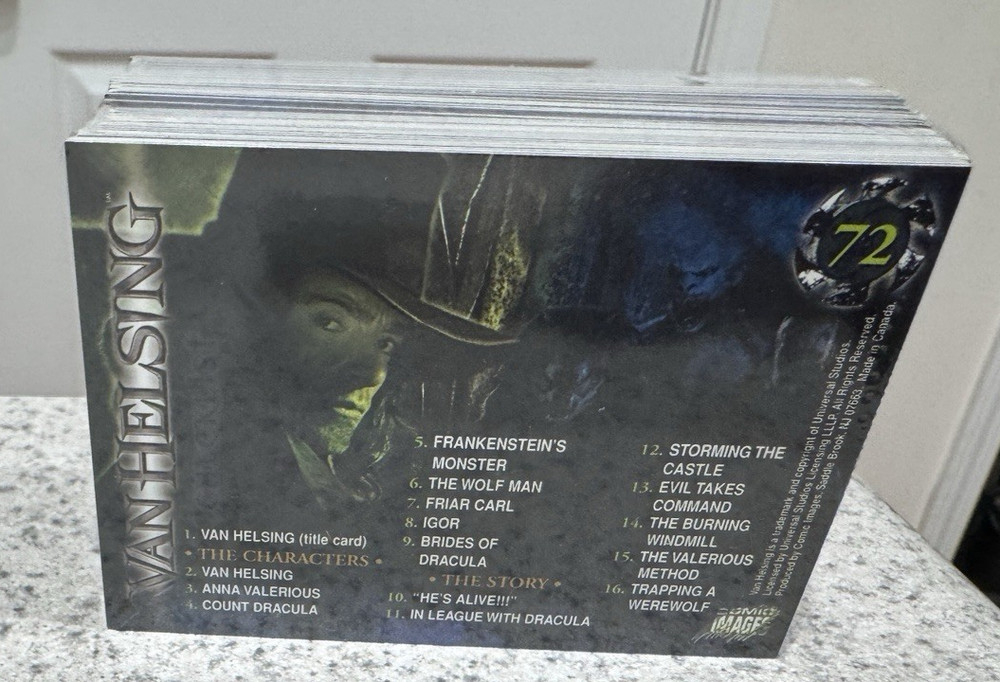 VAN HELSING
72
1. VAN HELSING (title card)
• THE CHARACTERS •
2. VAN HELSING
3. ANNA VALERIOUS
4. COUNT DRACULA
5. FRANKENSTEIN'S
MONSTER
6. THE WOLF MAN
7. FRIAR CARL
8. IGOR
9. BRIDES OF
DRACULA
• THE STORY •
10. "HE'S ALIVE!!!"
11. IN LEAGUE WITH DRACULA
12. STORMING THE
CASTLE
13. EVIL TAKES
COMMAND
14. THE BURNING
WINDMILL
15. THE VALERIOUS
METHOD
16. TRAPPING A
WEREWOLF
Van Helsing is a trademark and copyright of Universal Studios.
Licensed by Universal Studios Licensing LLLP. All Rights Reserved.
Produced by Comic Images, Saddle Brook, NJ 07663. Made in Canada.
COMIC
IMAGES